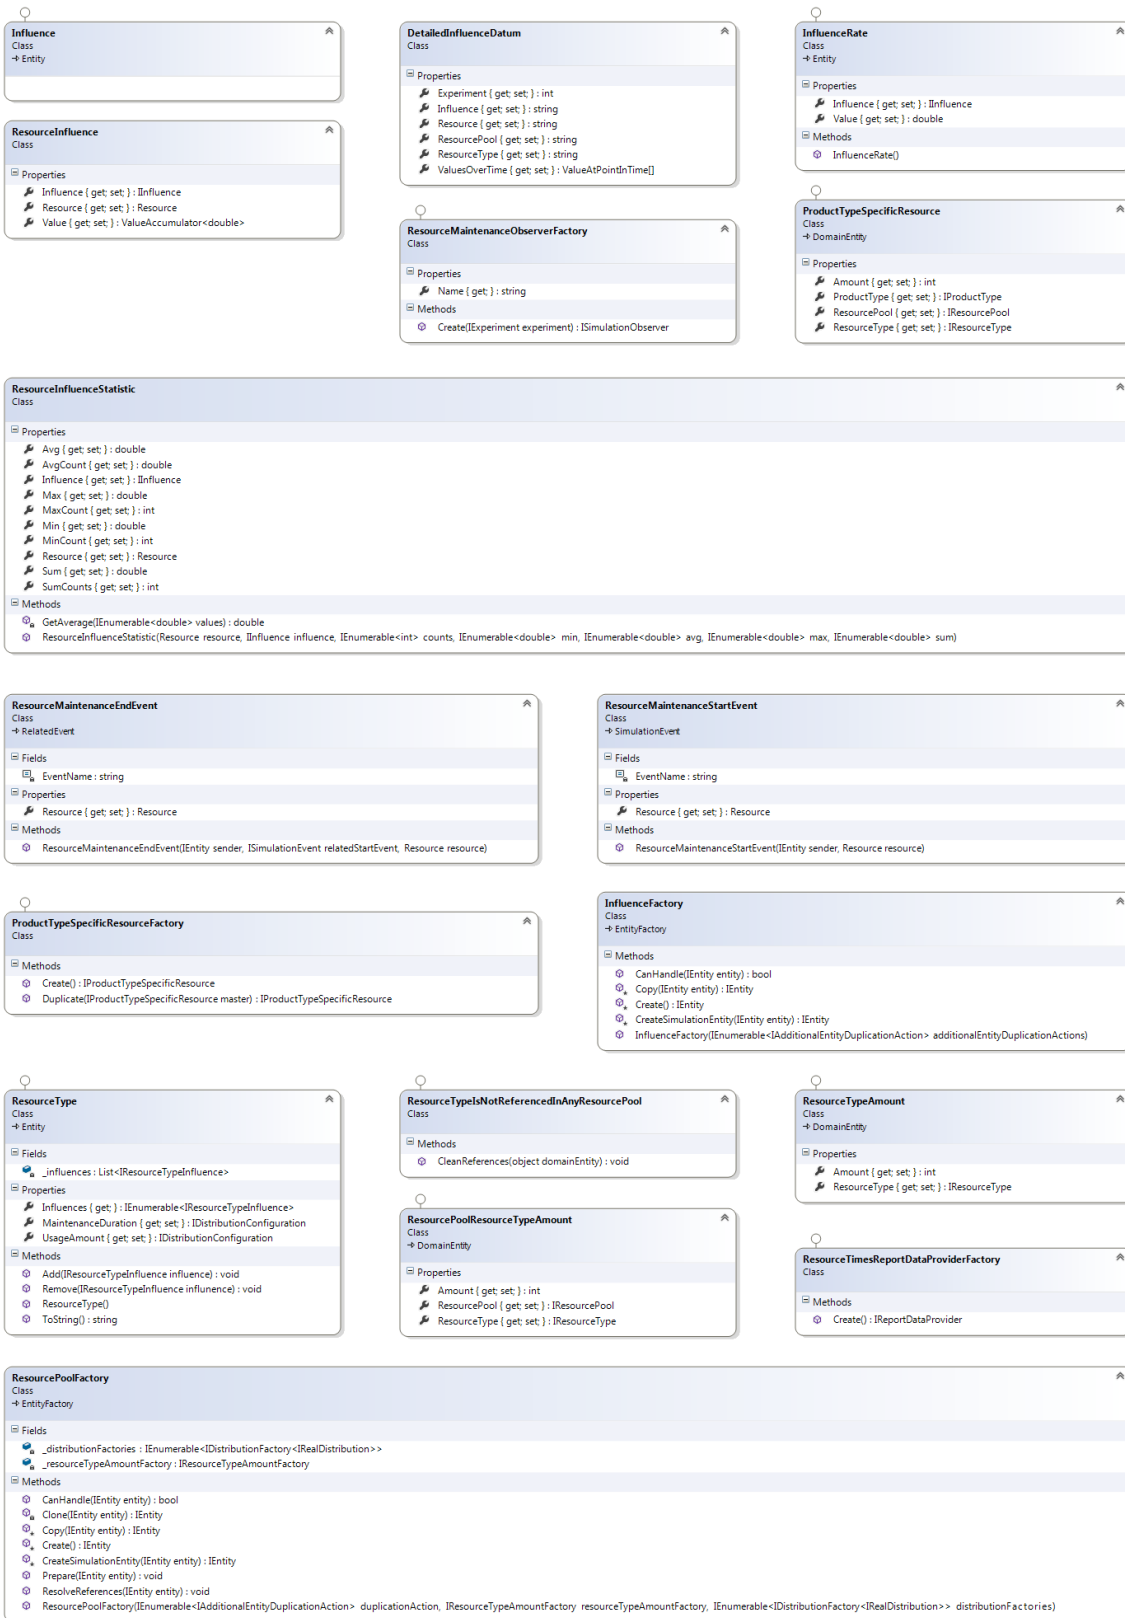 Influence
Class
Entity
ResourceInfluence
Class
Properties
Influence { get; set; } : IInfluence
Resource { get; set; } : Resource
Value { get; set; } : ValueAccumulator<double>
DetailedInfluenceDatum
Class
Properties
Experiment { get; set; } : int
Influence { get; set; } : string
Resource { get; set; } : string
ResourcePool { get; set; } : string
ResourceType { get; set; } : string
ValuesOverTime { get; set; } : ValueAtPointInTime[]
ResourceMaintenanceObserverFactory
Class
Properties
Name { get; } : string
Methods
Create(IExperiment experiment) : ISimulationObserver
InfluenceRate
Class
Entity
Properties
Influence { get; set; } : IInfluence
Value { get; set; } : double
Methods
InfluenceRate()
ProductTypeSpecificResource
Class
DomainEntity
Properties
Amount { get; set; } : int
ProductType { get; set; } : IProductType
ResourcePool { get; set; } : IResourcePool
ResourceType { get; set; } : IResourceType
ResourceInfluenceStatistic
Class
Properties
Avg { get; set; } : double
AvgCount { get; set; } : double
Influence { get; set; } : IInfluence
Max { get; set; } : double
MaxCount { get; set; } : int
Min { get; set; } : double
MinCount { get; set; } : int
Resource { get; set; } : Resource
Sum { get; set; } : double
SumCounts { get; set; } : int
Methods
GetAverage(IEnumerable<double> values) : double
ResourceInfluenceStatistic(Resource resource, IInfluence influence, IEnumerable<int> counts, IEnumerable<double> min, IEnumerable<double> avg, IEnumerable<double> max, IEnumerable<double> sum)
ResourceMaintenanceEndEvent
Class
RelatedEvent
Fields
EventName : string
Properties
Resource { get; set; } : Resource
Methods
ResourceMaintenanceEndEvent(IEntity sender, ISimulationEvent relatedStartEvent, Resource resource)
ResourceMaintenanceStartEvent
Class
SimulationEvent
Fields
EventName : string
Properties
Resource { get; set; } : Resource
Methods
ResourceMaintenanceStartEvent(IEntity sender, Resource resource)
ProductTypeSpecificResourceFactory
Class
Methods
Create() : IProductTypeSpecificResource
Duplicate(IProductTypeSpecificResource master) : IProductTypeSpecificResource
InfluenceFactory
Class
EntityFactory
Methods
CanHandle(IEntity entity) : bool
Copy(IEntity entity) : IEntity
Create() : IEntity
CreateSimulationEntity(IEntity entity) : IEntity
InfluenceFactory(IEnumerable<IAdditionalEntityDuplicationAction> additionalEntityDuplicationActions)
ResourceType
Class
Entity
Fields
_influences : List<IResourceTypeInfluence>
Properties
Influences { get; } : IEnumerable<IResourceTypeInfluence>
MaintenanceDuration { get; set; } : IDistributionConfiguration
UsageAmount { get; set; } : IDistributionConfiguration
Methods
Add(IResourceTypeInfluence influence) : void
Remove(IResourceTypeInfluence influnence) : void
ResourceType()
ToString() : string
ResourceTypeIsNotReferencedInAnyResourcePool
Class
Methods
CleanReferences(object domainEntity) : void
ResourcePoolResourceTypeAmount
Class
DomainEntity
Properties
Amount { get; set; } : int
ResourcePool { get; set; } : IResourcePool
ResourceType { get; set; } : IResourceType
ResourceTypeAmount
Class
DomainEntity
Properties
Amount { get; set; } : int
ResourceType { get; set; } : IResourceType
ResourceTimesReportDataProviderFactory
Class
Methods
Create() : IReportDataProvider
ResourcePoolFactory
Class
EntityFactory
Fields
_distributionFactories : IEnumerable<IDistributionFactory<IRealDistribution>>
_resourceTypeAmountFactory : IResourceTypeAmountFactory
Methods
CanHandle(IEntity entity) : bool
Clone(IEntity entity) : IEntity
Copy(IEntity entity) : IEntity
Create() : IEntity
CreateSimulationEntity(IEntity entity) : IEntity
Prepare(IEntity entity) : void
ResolveReferences(IEntity entity) : void
ResourcePoolFactory(IEnumerable<IAdditionalEntityDuplicationAction> duplicationAction, IResourceTypeAmountFactory resourceTypeAmountFactory, IEnumerable<IDistributionFactory<IRealDistribution>> distributionFactories)